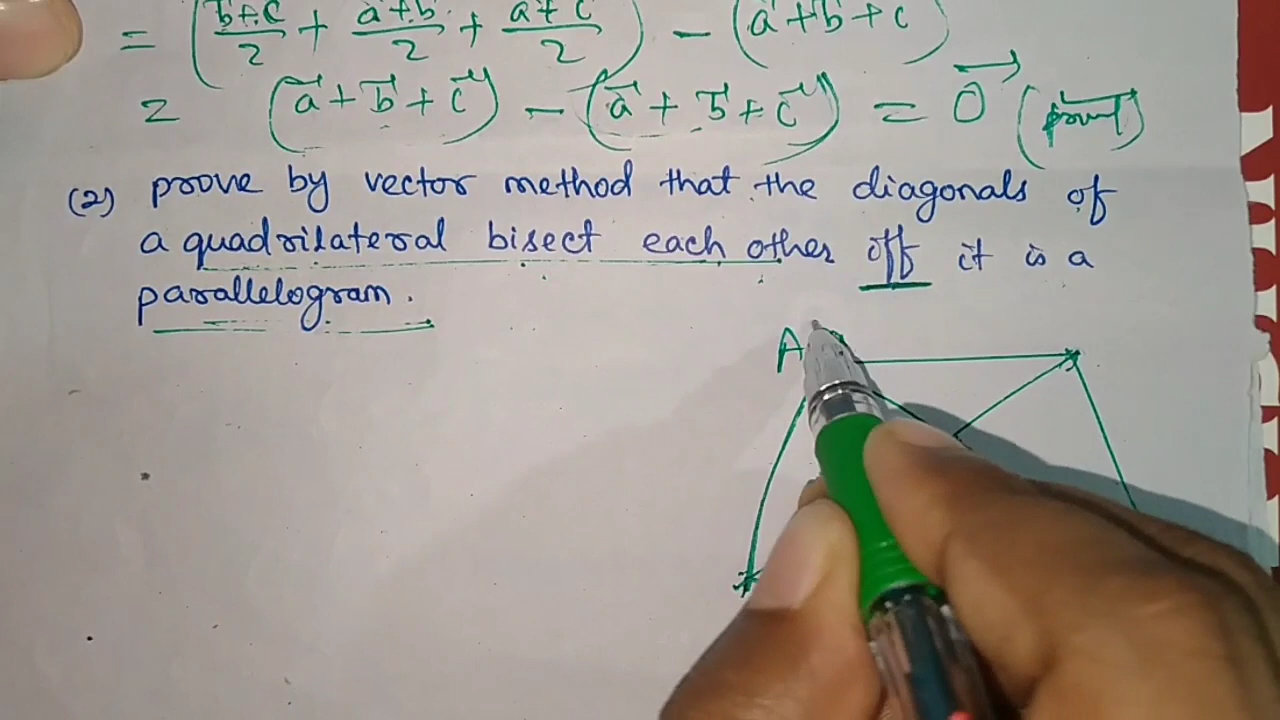 = (b+c/2 + a+b/2 + a+c/2) - (a+b+c)
= (a⃗+b⃗+c⃗) - (a⃗+b⃗+c⃗) = 0⃗
(2) prove by vector method that the diagonals of
a quadrilateral bisect each other iff it is a
parallelogram.
A